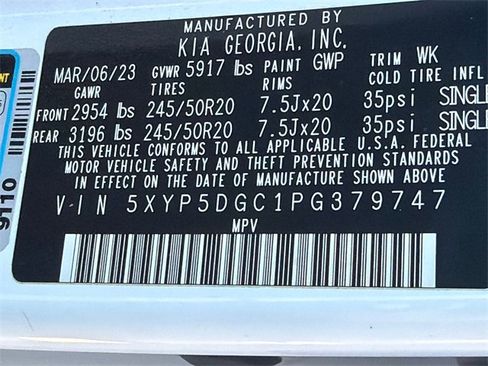 MANUFACTURED BY
KIA GEORGIA, INC.
MAR/06/23 GVWR 5917 lbs PAINT GWP TRIM WK
GAWR TIRES RIMS COLD TIRE INFL
FRONT 2954 lbs 245/50R20 7.5Jx20 35psi SINGLE
REAR 3196 lbs 245/50R20 7.5Jx20 35psi SINGLE
THIS VEHICLE CONFORMS TO ALL APPLICABLE U.S.A. FEDERAL
MOTOR VEHICLE SAFETY AND THEFT PREVENTION STANDARDS
IN EFFECT ON THE DATE OF MANUFACTURE SHOWN ABOVE.
V-IN 5XYP5DGC1PG379747
MPV
9110